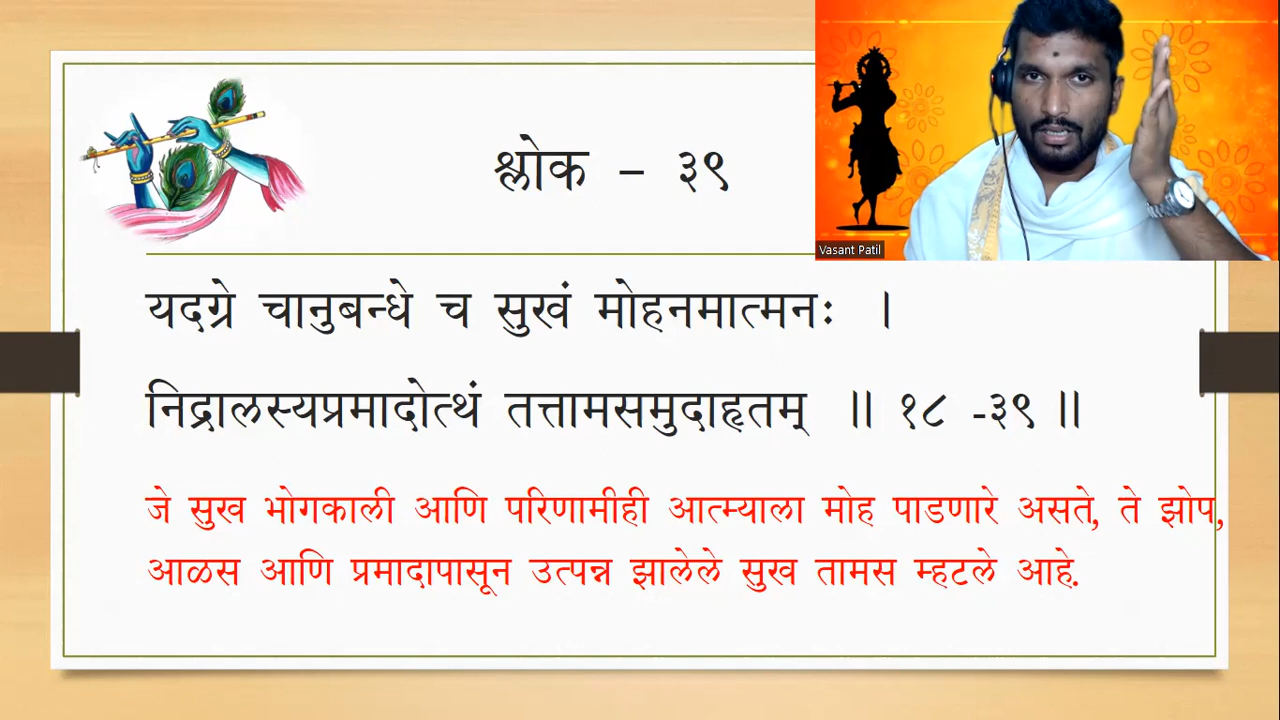 श्लोक – ३९
Vasant Patil
यदग्रे चानुबन्धे च सुखं मोहनमात्मनः ।
निद्रालस्यप्रमादोत्थं तत्तामसमुदाहृतम् ॥ १८ -३९ ॥
जे सुख भोगकाली आणि परिणामीही आत्म्याला मोह पाडणारे असते, ते झोप,
आळस आणि प्रमादापासून उत्पन्न झालेले सुख तामस म्हटले आहे.